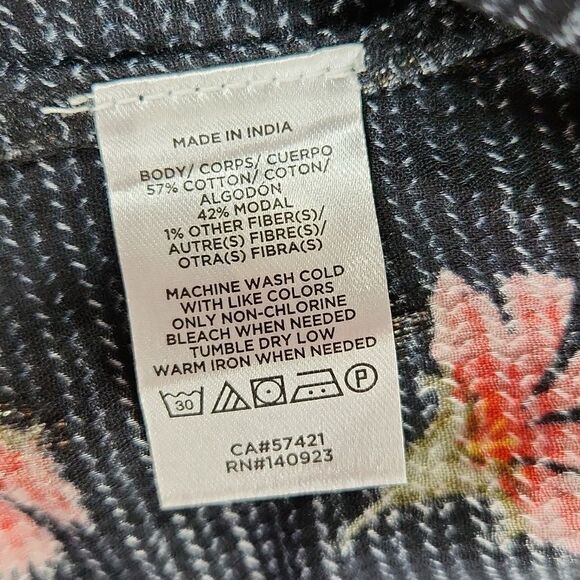 MADE IN INDIA
BODY/ CORPS/ CUERPO
57% COTTON/ COTON/
ALGODÓN
42% MODAL
1% OTHER FIBER(S)/
AUTRE(S) FIBRE(S)/
OTRA(S) FIBRA(S)
MACHINE WASH COLD
WITH LIKE COLORS
ONLY NON-CHLORINE
BLEACH WHEN NEEDED
TUMBLE DRY LOW
WARM IRON WHEN NEEDED
30 P
CA#57421
RN#140923